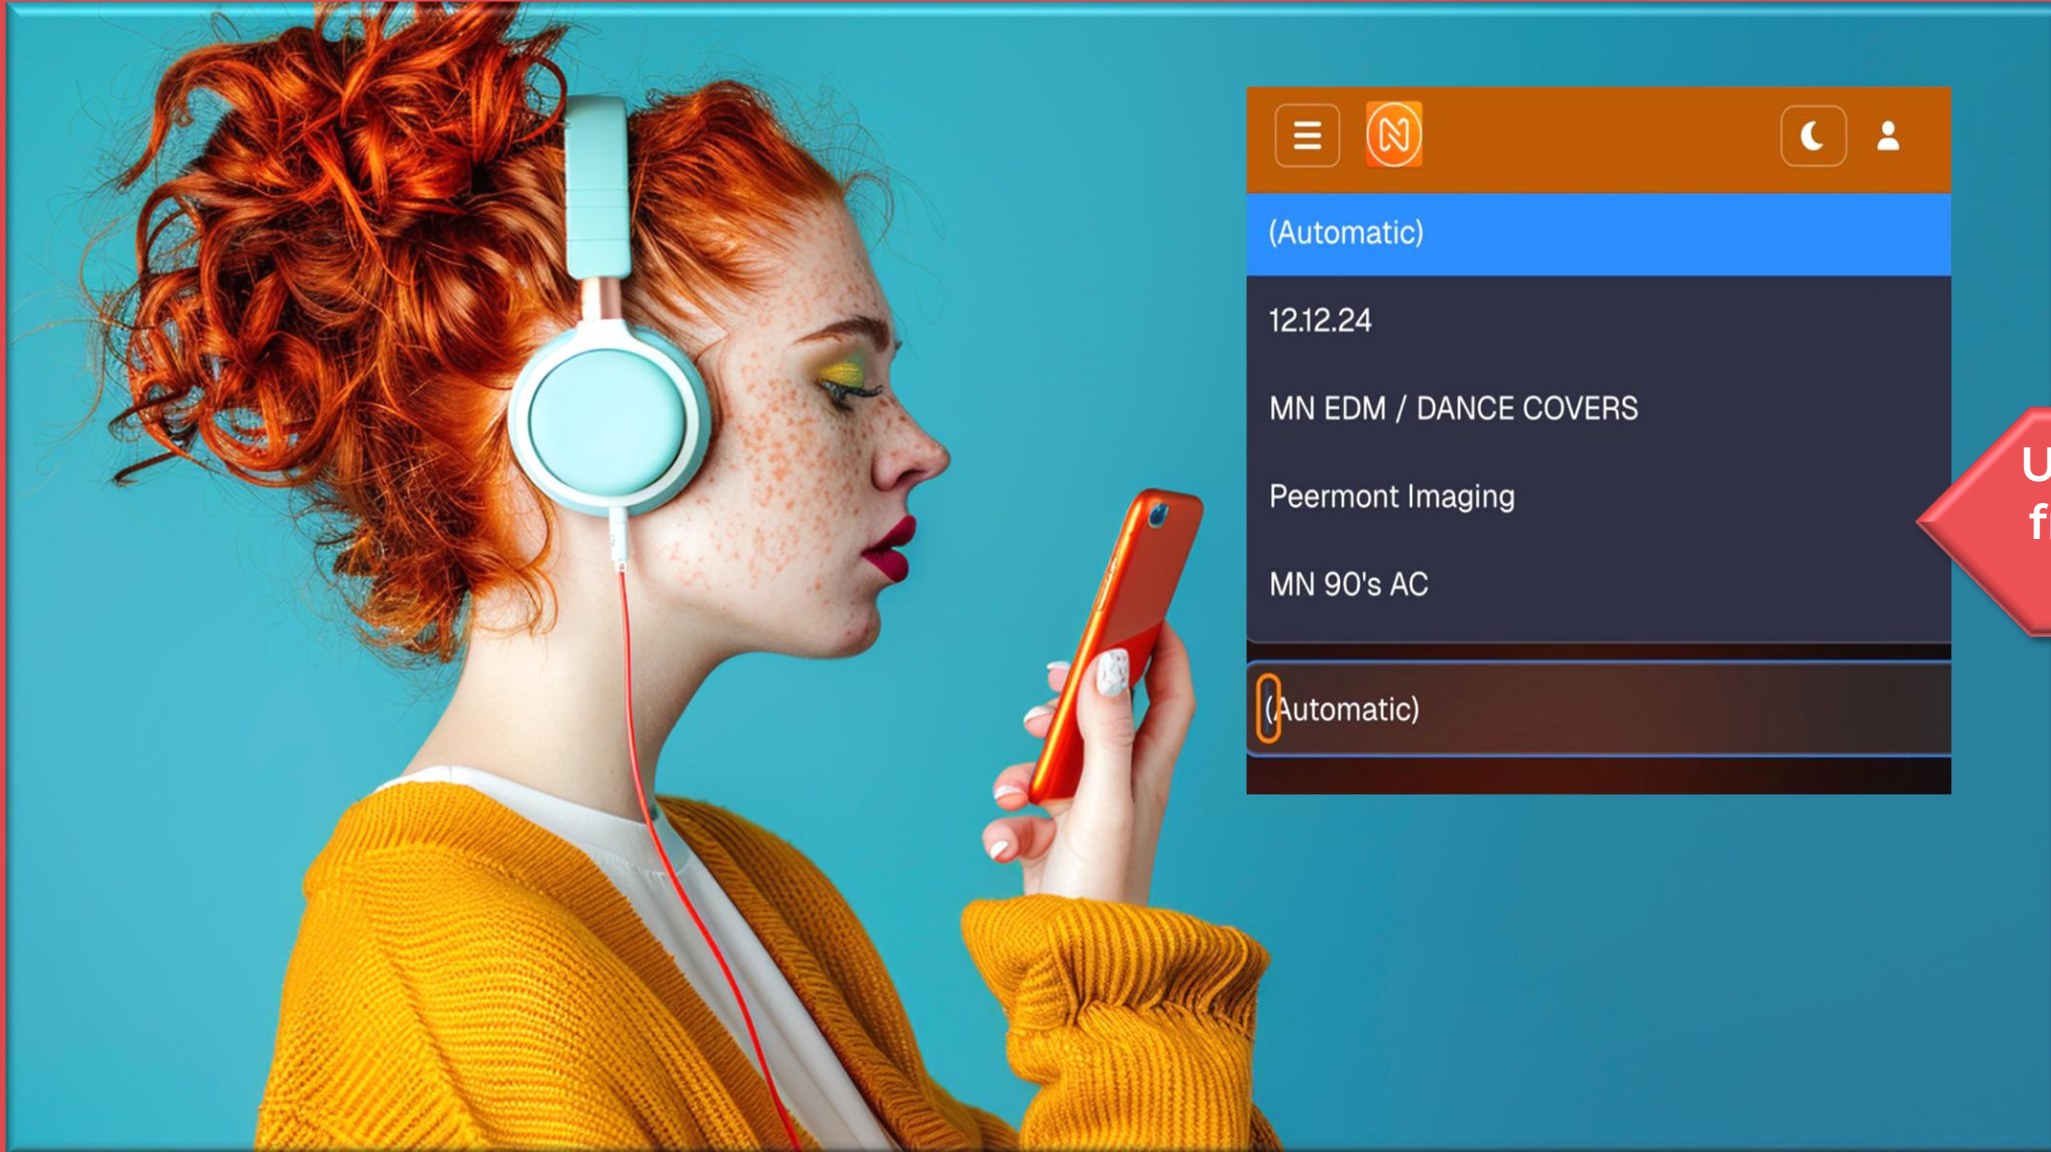 (Automatic)
12.12.24
MN EDM / DANCE COVERS
Peermont Imaging
MN 90's AC
(Automatic)